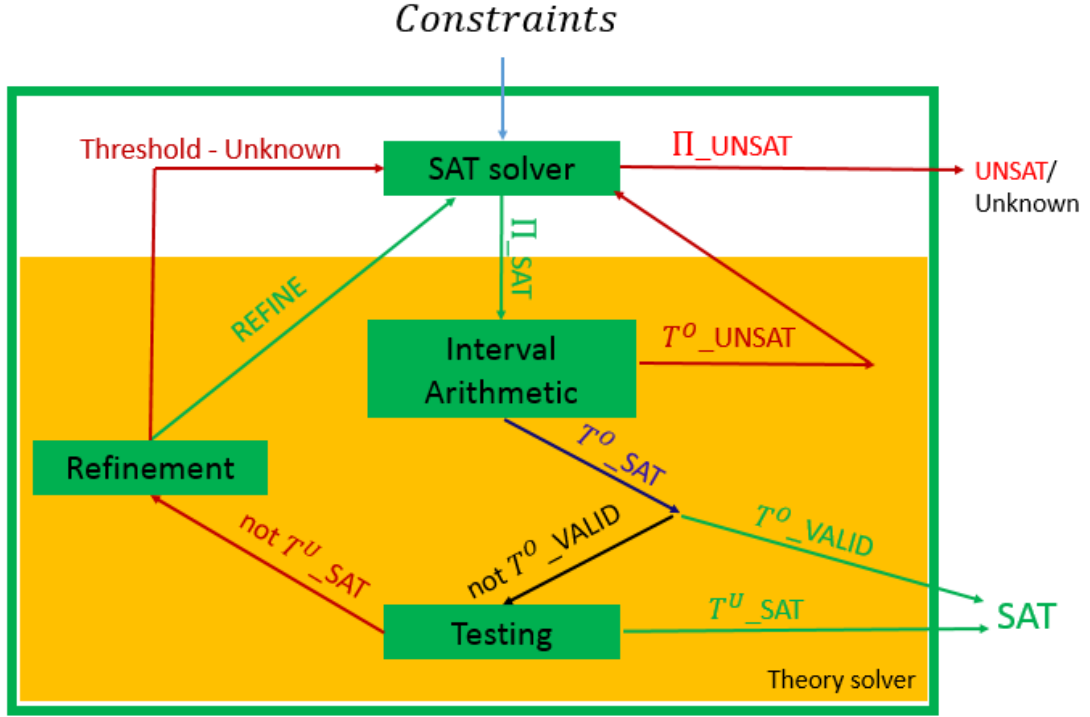 Constraints
Threshold - Unknown
SAT solver
Π_UNSAT
UNSAT/
Unknown
Π_SAT
REFINE
Interval
Arithmetic
T^O_UNSAT
T^O_SAT
Refinement
not T^U_SAT
not T^O_VALID
T^O_VALID
Testing
T^U_SAT
SAT
Theory solver